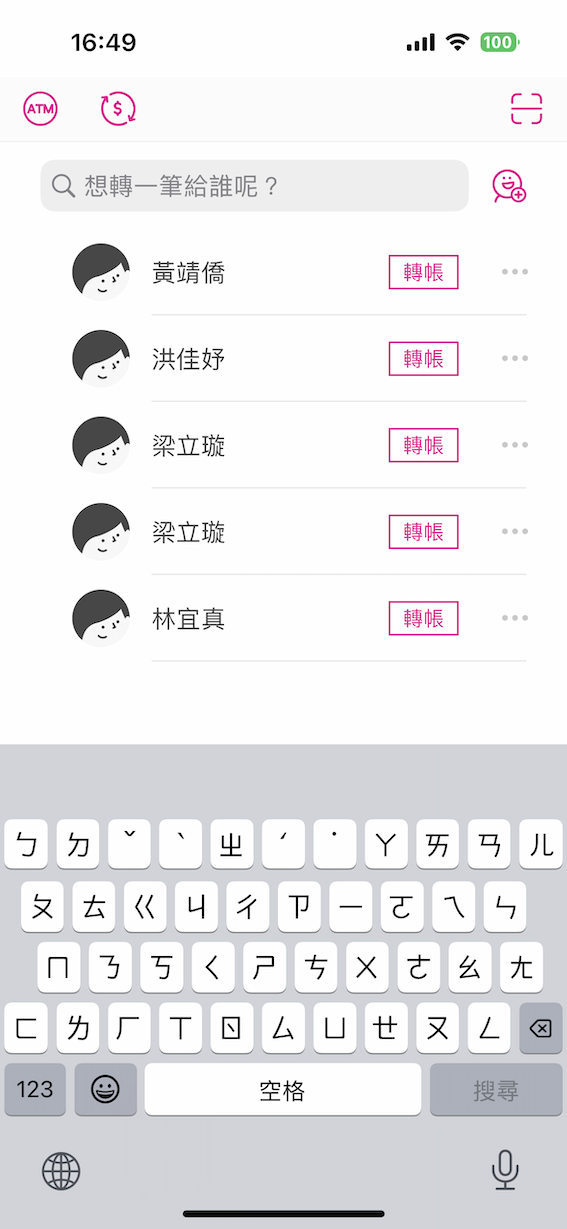 16:49
100
ATM
$
想轉一筆給誰呢？
黃靖僑 轉帳
洪佳妤 轉帳
梁立璇 轉帳
梁立璇 轉帳
林宜真 轉帳
ㄅ ㄉ ˇ ˋ ㄓ ˊ ˙ ㄚ ㄞ ㄢ ㄦ
ㄆ ㄊ ㄍ ㄐ ㄔ ㄗ ㄧ ㄛ ㄟ ㄣ
ㄇ ㄋ ㄎ ㄑ ㄕ ㄘ ㄨ ㄜ ㄠ ㄤ
ㄈ ㄌ ㄏ ㄒ ㄖ ㄙ ㄩ ㄝ ㄡ ㄥ
123 空格 搜尋